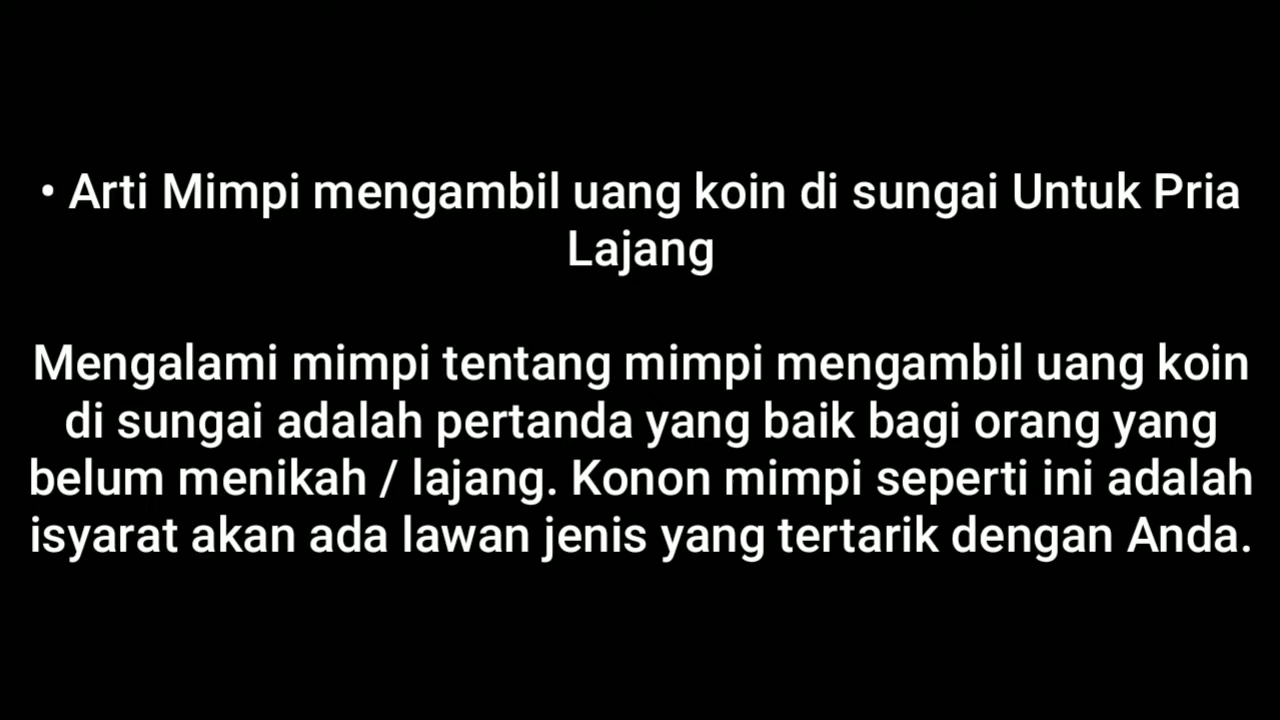 • Arti Mimpi mengambil uang koin di sungai Untuk Pria
Lajang
Mengalami mimpi tentang mimpi mengambil uang koin
di sungai adalah pertanda yang baik bagi orang yang
belum menikah / lajang. Konon mimpi seperti ini adalah
isyarat akan ada lawan jenis yang tertarik dengan Anda.